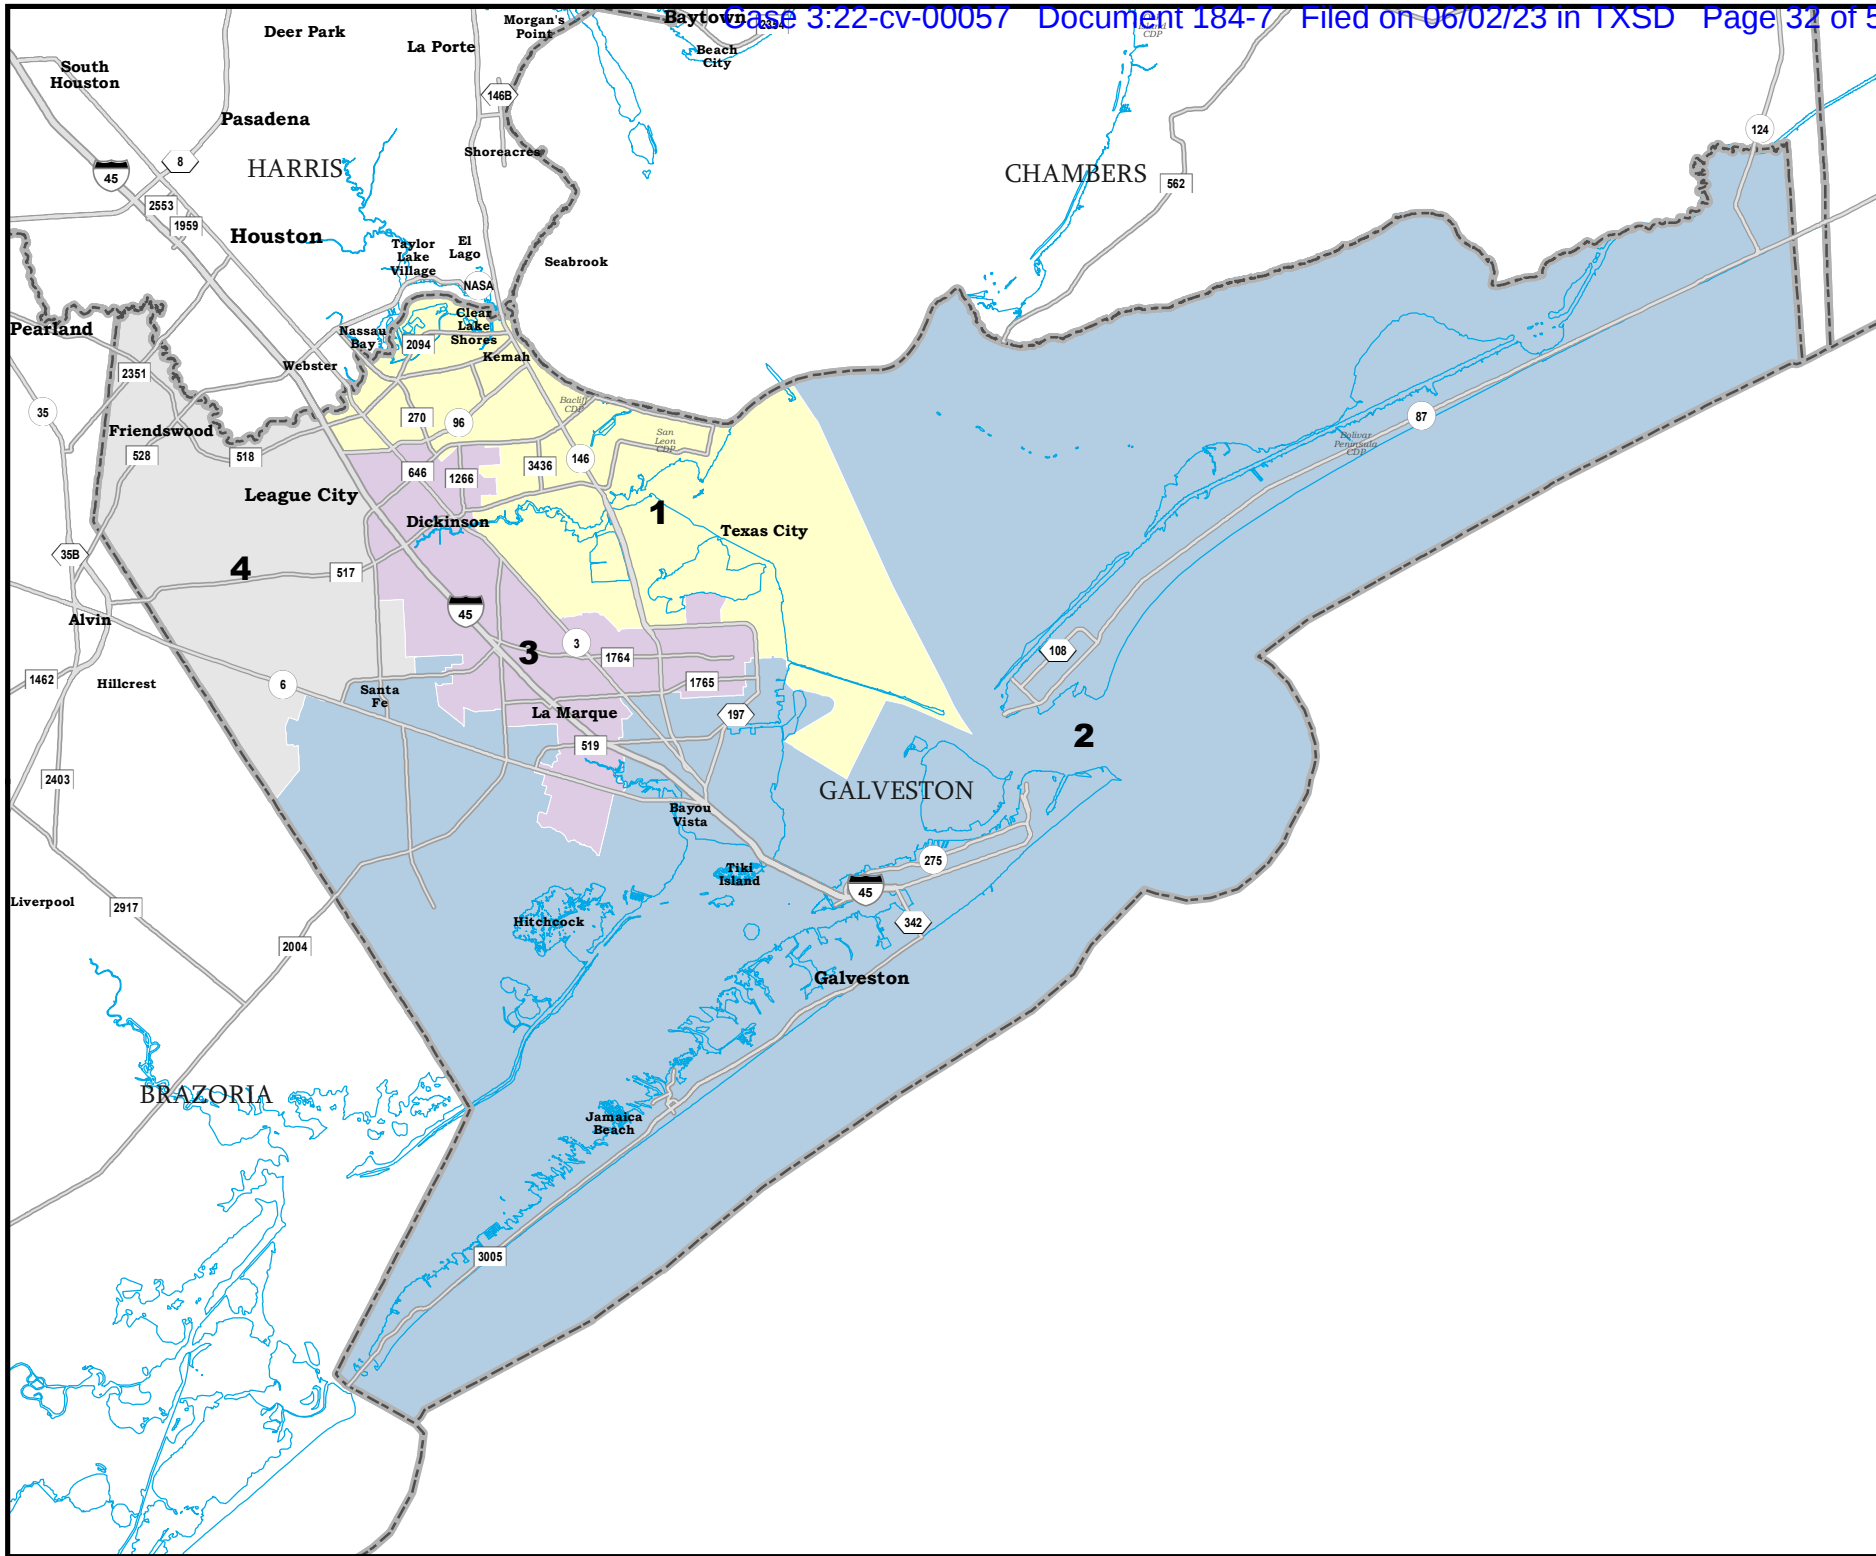 Case 3:22-cv-00057 Document 184-7 Filed on 06/02/23 in TXSD Page 32 of 5
Deer Park
La Porte
Morgan's
Point
Baytown
2354
Beach
City
CDP
South
Houston
146B
Pasadena
124
8
HARRIS
Shoreacres
CHAMBERS
562
45
2553
1959
Houston
Taylor
Lake
Village
El
Lago
Seabrook
NASA
Pearland
Clear
Lake
Shores
Nassau
Bay
2094
Kemah
Webster
2351
35
270
96
Bacliff
CDP
87
Friendswood
San
Leon
CDP
Bolivar
Peninsula
CDP
528
518
646
1266
3436
146
League City
Dickinson
1
Texas City
35B
4
517
45
Alvin
3
3
1764
108
1462
Hillcrest
6
Santa
Fe
1765
La Marque
197
519
2
2403
GALVESTON
Bayou
Vista
275
Tiki
Island
45
Liverpool
2917
Hitchcock
342
2004
Galveston
BRAZORIA
Jamaica
Beach
3005